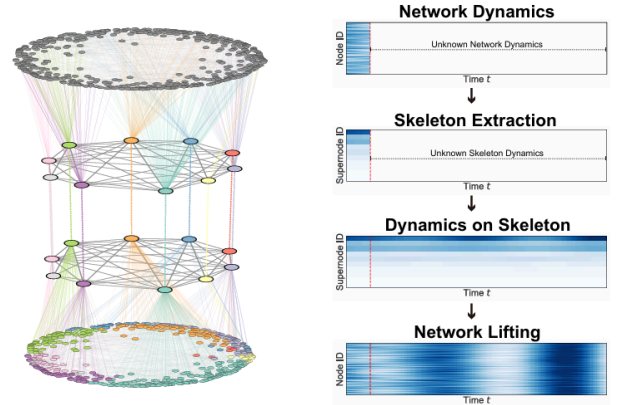 Network Dynamics
Node ID
Unknown Network Dynamics
Time t
Skeleton Extraction
Supernode ID
Unknown Skeleton Dynamics
Time t
Dynamics on Skeleton
Supernode ID
Time t
Network Lifting
Node ID
Time t